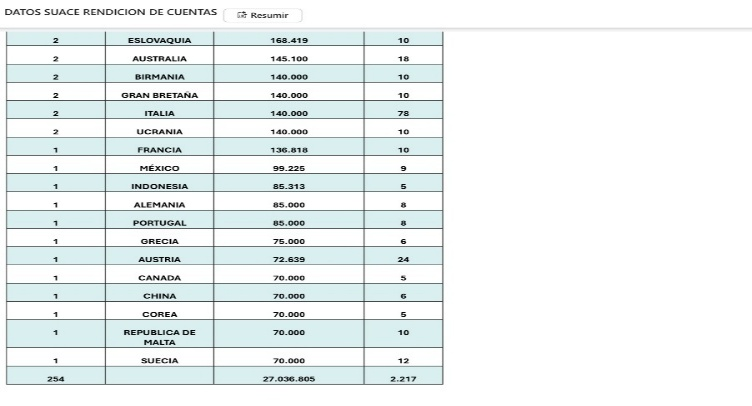 DATOS SUACE RENDICION DE CUENTAS Resumir
2 ESLOVAQUIA 168.419 10
2 AUSTRALIA 145.100 18
2 BIRMANIA 140.000 10
2 GRAN BRETAÑA 140.000 10
2 ITALIA 140.000 78
2 UCRANIA 140.000 10
1 FRANCIA 136.818 10
1 MÉXICO 99.225 9
1 INDONESIA 85.313 5
1 ALEMANIA 85.000 8
1 PORTUGAL 85.000 8
1 GRECIA 75.000 6
1 AUSTRIA 72.639 24
1 CANADA 70.000 5
1 CHINA 70.000 6
1 COREA 70.000 5
1 REPUBLICA DE 70.000 10
MALTA
1 SUECIA 70.000 12
254 27.036.805 2.217